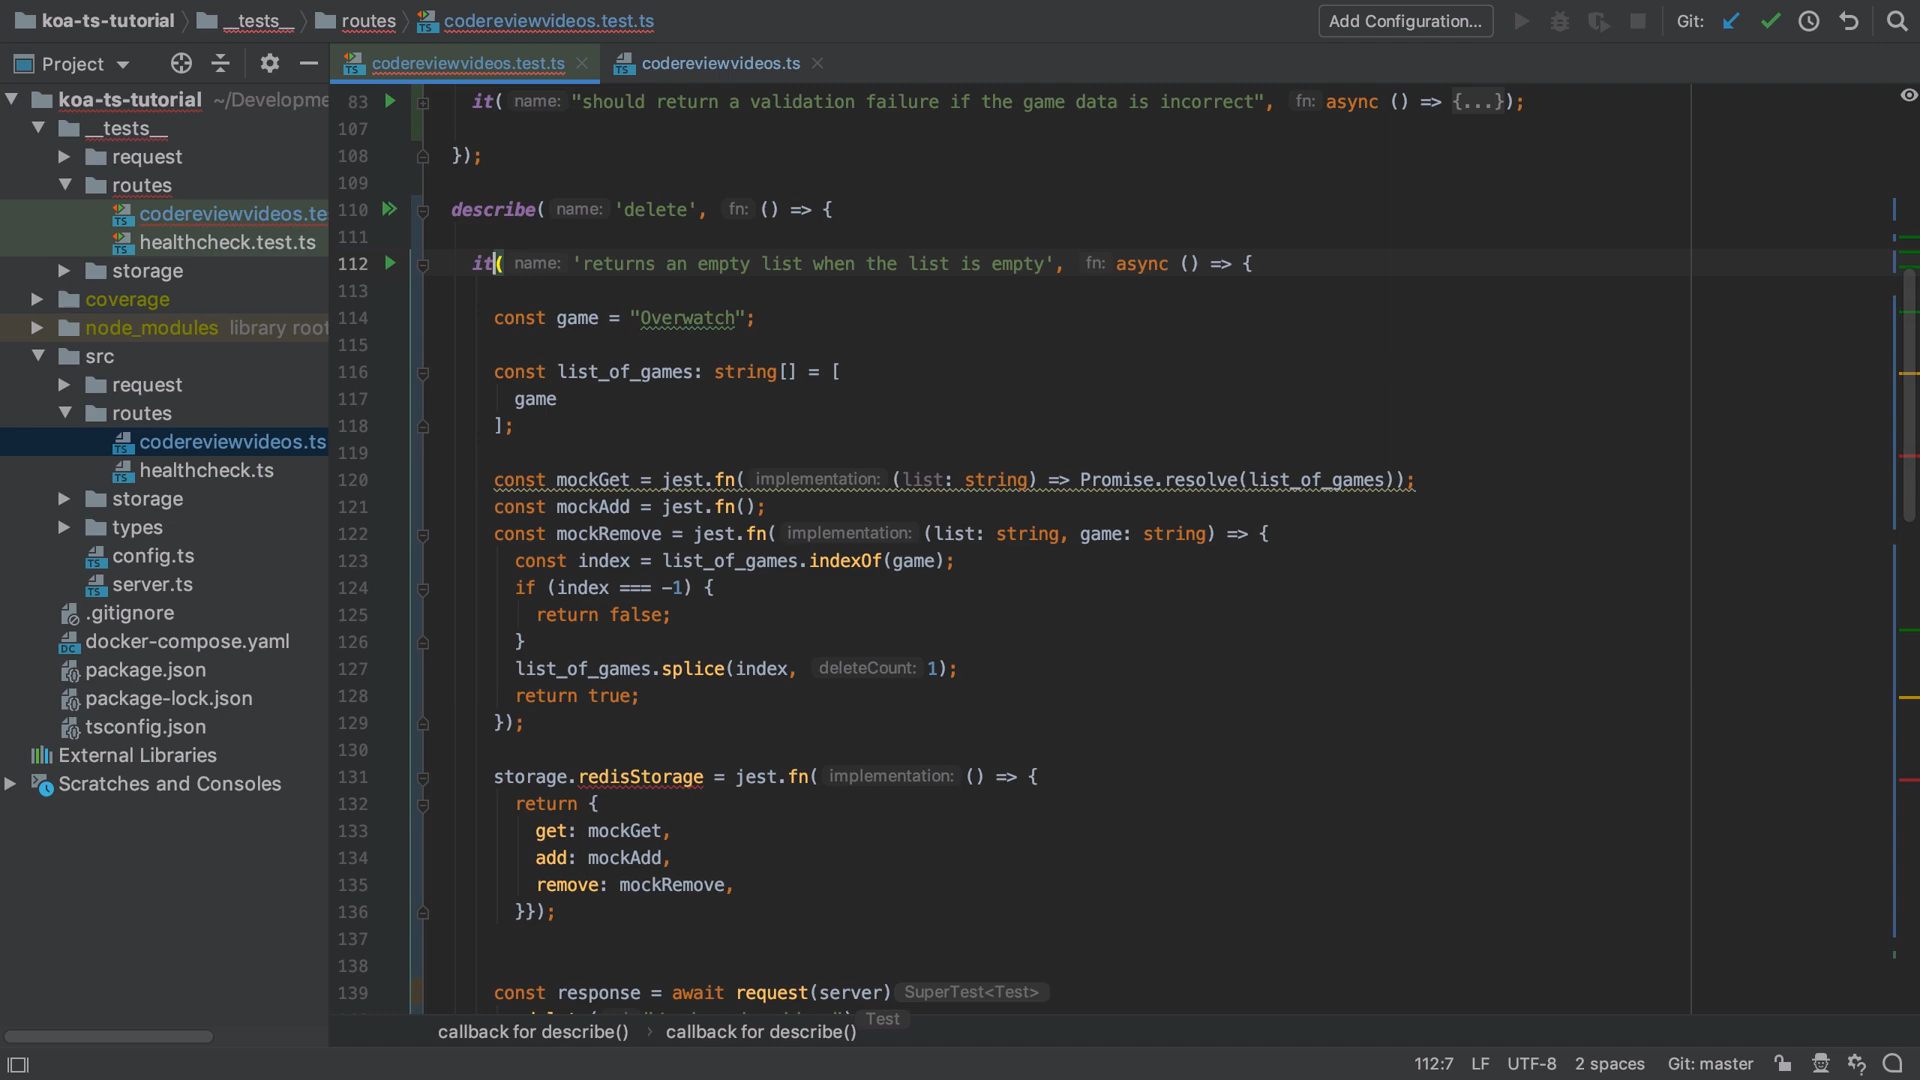 koa-ts-tutorial __tests__ routes codereviewvideos.test.ts
Add Configuration... Git:
Project codereviewvideos.test.ts codereviewvideos.ts
koa-ts-tutorial ~/Developme
__tests__
request
routes
codereviewvideos.te
healthcheck.test.ts
storage
coverage
node_modules library root
src
request
routes
codereviewvideos.ts
healthcheck.ts
storage
types
config.ts
server.ts
.gitignore
docker-compose.yaml
package.json
package-lock.json
tsconfig.json
External Libraries
Scratches and Consoles
83 it( name: "should return a validation failure if the game data is incorrect", fn: async () => {...});
107
108 });
109
110 describe( name: 'delete', fn: () => {
111
112 it( name: 'returns an empty list when the list is empty', fn: async () => {
113
114 const game = "Overwatch";
115
116 const list_of_games: string[] = [
117 game
118 ];
119
120 const mockGet = jest.fn( implementation: (list: string) => Promise.resolve(list_of_games));
121 const mockAdd = jest.fn();
122 const mockRemove = jest.fn( implementation: (list: string, game: string) => {
123 const index = list_of_games.indexOf(game);
124 if (index === -1) {
125 return false;
126 }
127 list_of_games.splice(index, deleteCount: 1);
128 return true;
129 });
130
131 storage.redisStorage = jest.fn( implementation: () => {
132 return {
133 get: mockGet,
134 add: mockAdd,
135 remove: mockRemove,
136 }});
137
138
139 const response = await request(server) SuperTest<Test>
Test
callback for describe() › callback for describe()
112:7 LF UTF-8 2 spaces Git: master